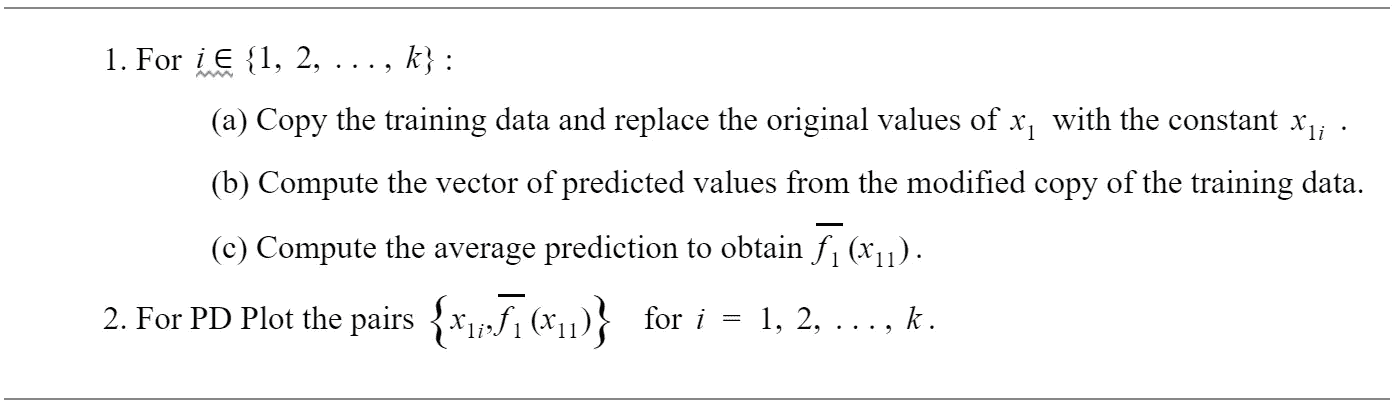 1. For i ∈ {1, 2, . . . , k} :
(a) Copy the training data and replace the original values of x₁ with the constant x₁ᵢ .
(b) Compute the vector of predicted values from the modified copy of the training data.
(c) Compute the average prediction to obtain f̅₁ (x₁₁) .
2. For PD Plot the pairs {x₁ᵢ, f̅₁ (x₁₁)} for i = 1, 2, . . . , k .